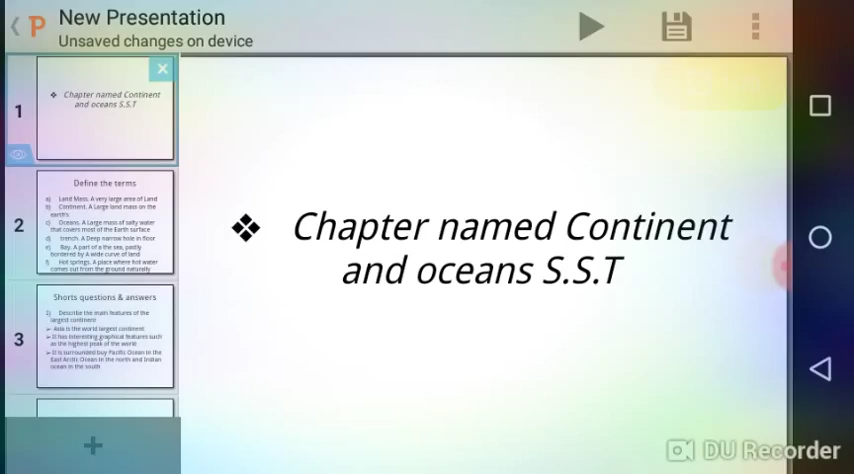 New Presentation
Unsaved changes on device
1
❖ Chapter named Continent
and oceans S.S.T
2
Define the terms
a) Land Mass. A very large area of Land
b) Continent. A Large land mass on the
earth's
c) Oceans. A Large mass of salty water
that covers most of the Earth surface
d) trench. A Deep narrow hole in floor
e) Bay. A part of a the sea, pastly
bordered by A wide curve of land
f) Hot springs. A place where hot water
comes out from the ground naturally
3
Shorts questions & answers
1) Describe the main features of the
largest continent
➢ Asia is the world largest continent
➢ It has interesting graphical features such
as the highest peak of the world
➢ It is surrounded buy Pacific Ocean in the
East Arctic Ocean in the north and Indian
ocean in the south
❖ Chapter named Continent
and oceans S.S.T
DU Recorder